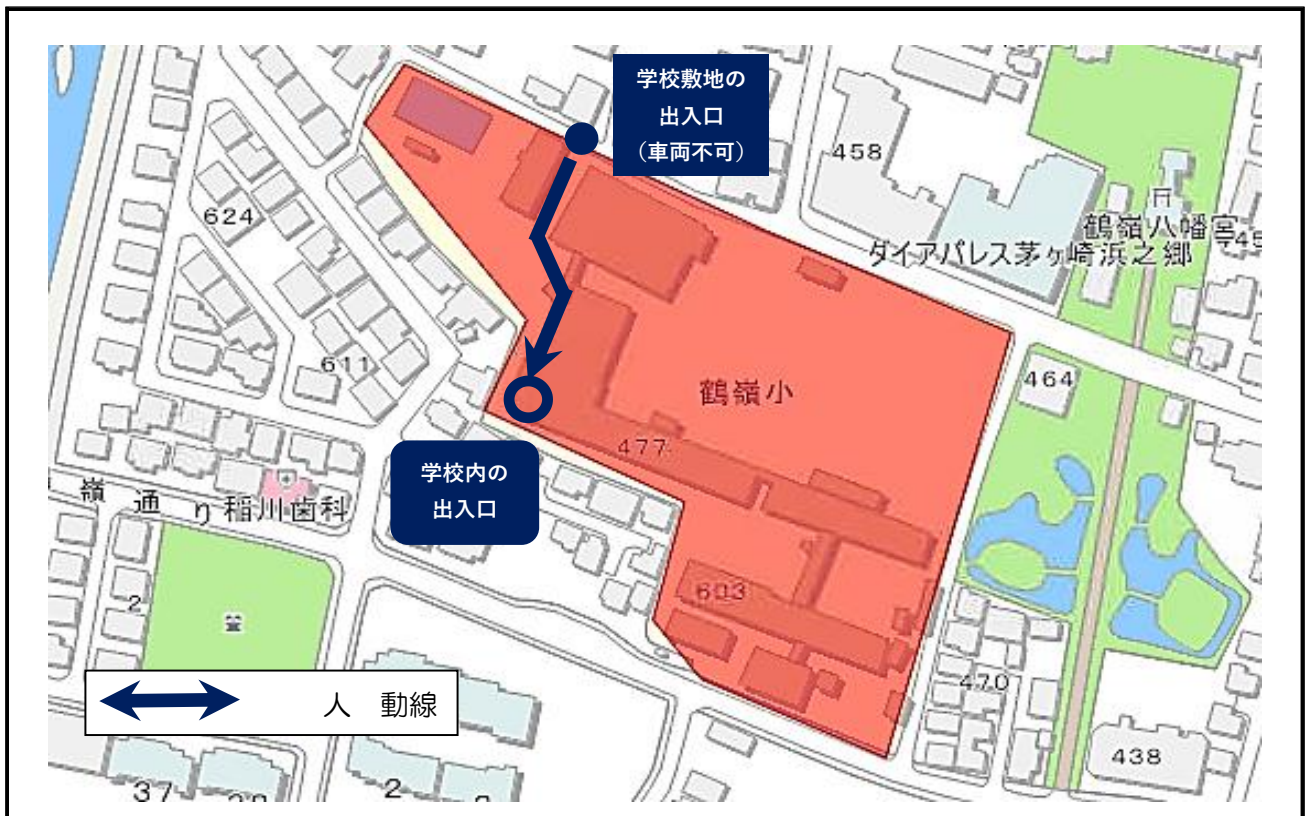 学校敷地の
出入口
（車両不可）
458
624
鶴嶺八幡宮
ダイアパレス茅ヶ崎浜之郷
611
464
鶴嶺小
477
学校内の
出入口
嶺通り
稲川歯科
2
603
470
人　動線
438
37
2